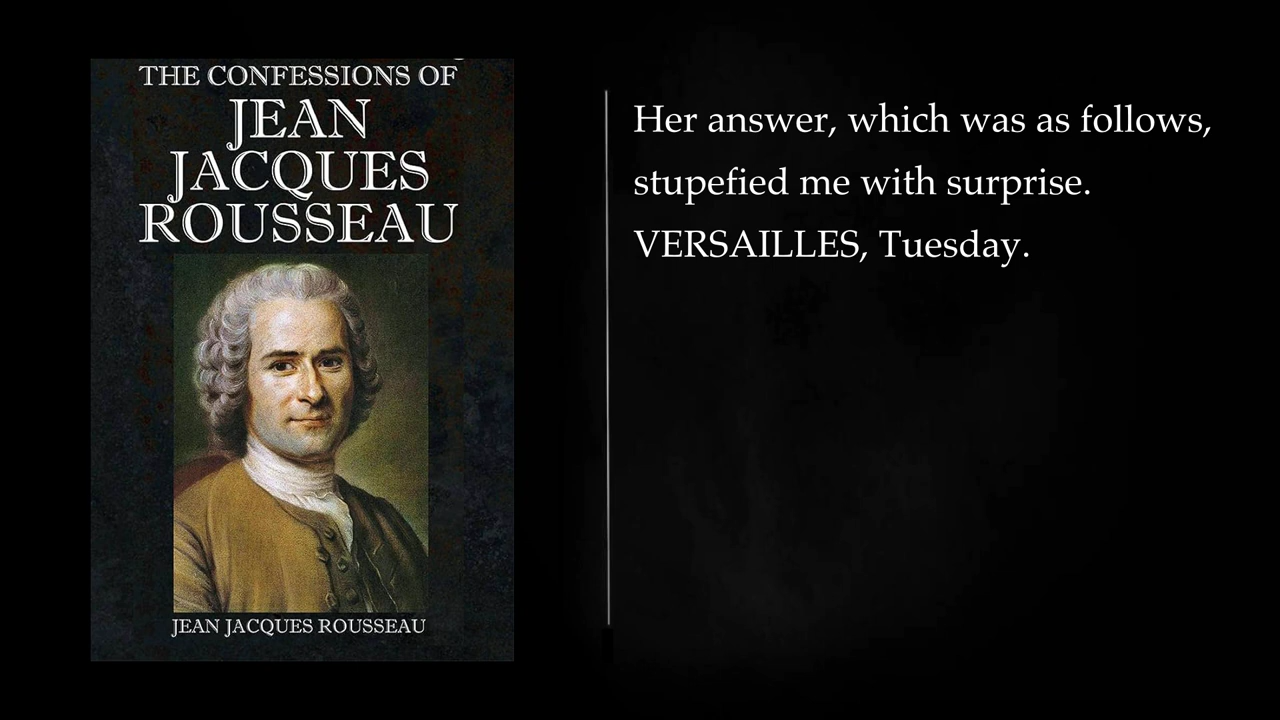 THE CONFESSIONS OF
JEAN
JACQUES
ROUSSEAU
JEAN JACQUES ROUSSEAU
Her answer, which was as follows,
stupefied me with surprise.
VERSAILLES, Tuesday.